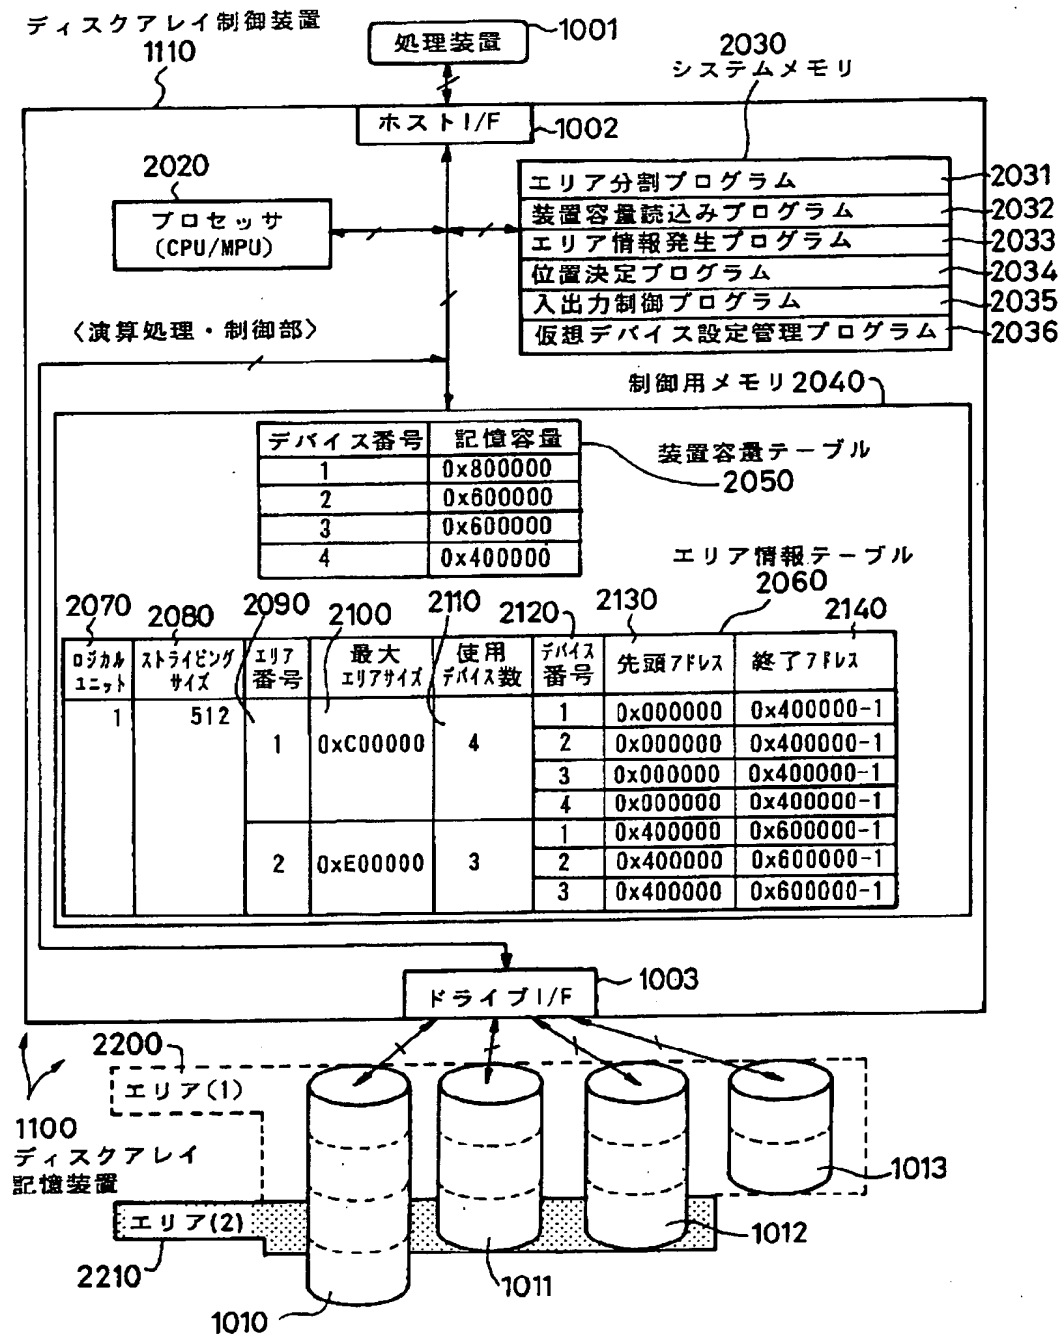 ディスクアレイ制御装置
1110
処理装置
1001
2030
システムメモリ
ホストI/F
1002
2020
プロセッサ
(CPU/MPU)
エリア分割プログラム
2031
装置容量読込みプログラム
2032
エリア情報発生プログラム
2033
位置決定プログラム
2034
入出力制御プログラム
2035
仮想デバイス設定管理プログラム
2036
〈演算処理・制御部〉
制御用メモリ2040
デバイス番号 記憶容量
1 0x800000
2 0x600000
3 0x600000
4 0x400000
装置容量テーブル
2050
エリア情報テーブル
2060
2070 2080 2090 2100 2110 2120 2130 2140
ロジカル
ユニット
ストライピング
サイズ
エリア
番号
最大
エリアサイズ
使用
デバイス数
デバイス
番号
先頭アドレス
終了アドレス
1 512
1 0xC00000 4
1 0x000000 0x400000-1
2 0x000000 0x400000-1
3 0x000000 0x400000-1
4 0x000000 0x400000-1
2 0xE00000 3
1 0x400000 0x600000-1
2 0x400000 0x600000-1
3 0x400000 0x600000-1
ドライブI/F
1003
2200
エリア(1)
1100
ディスクアレイ
記憶装置
エリア(2)
2210
1010
1011
1012
1013